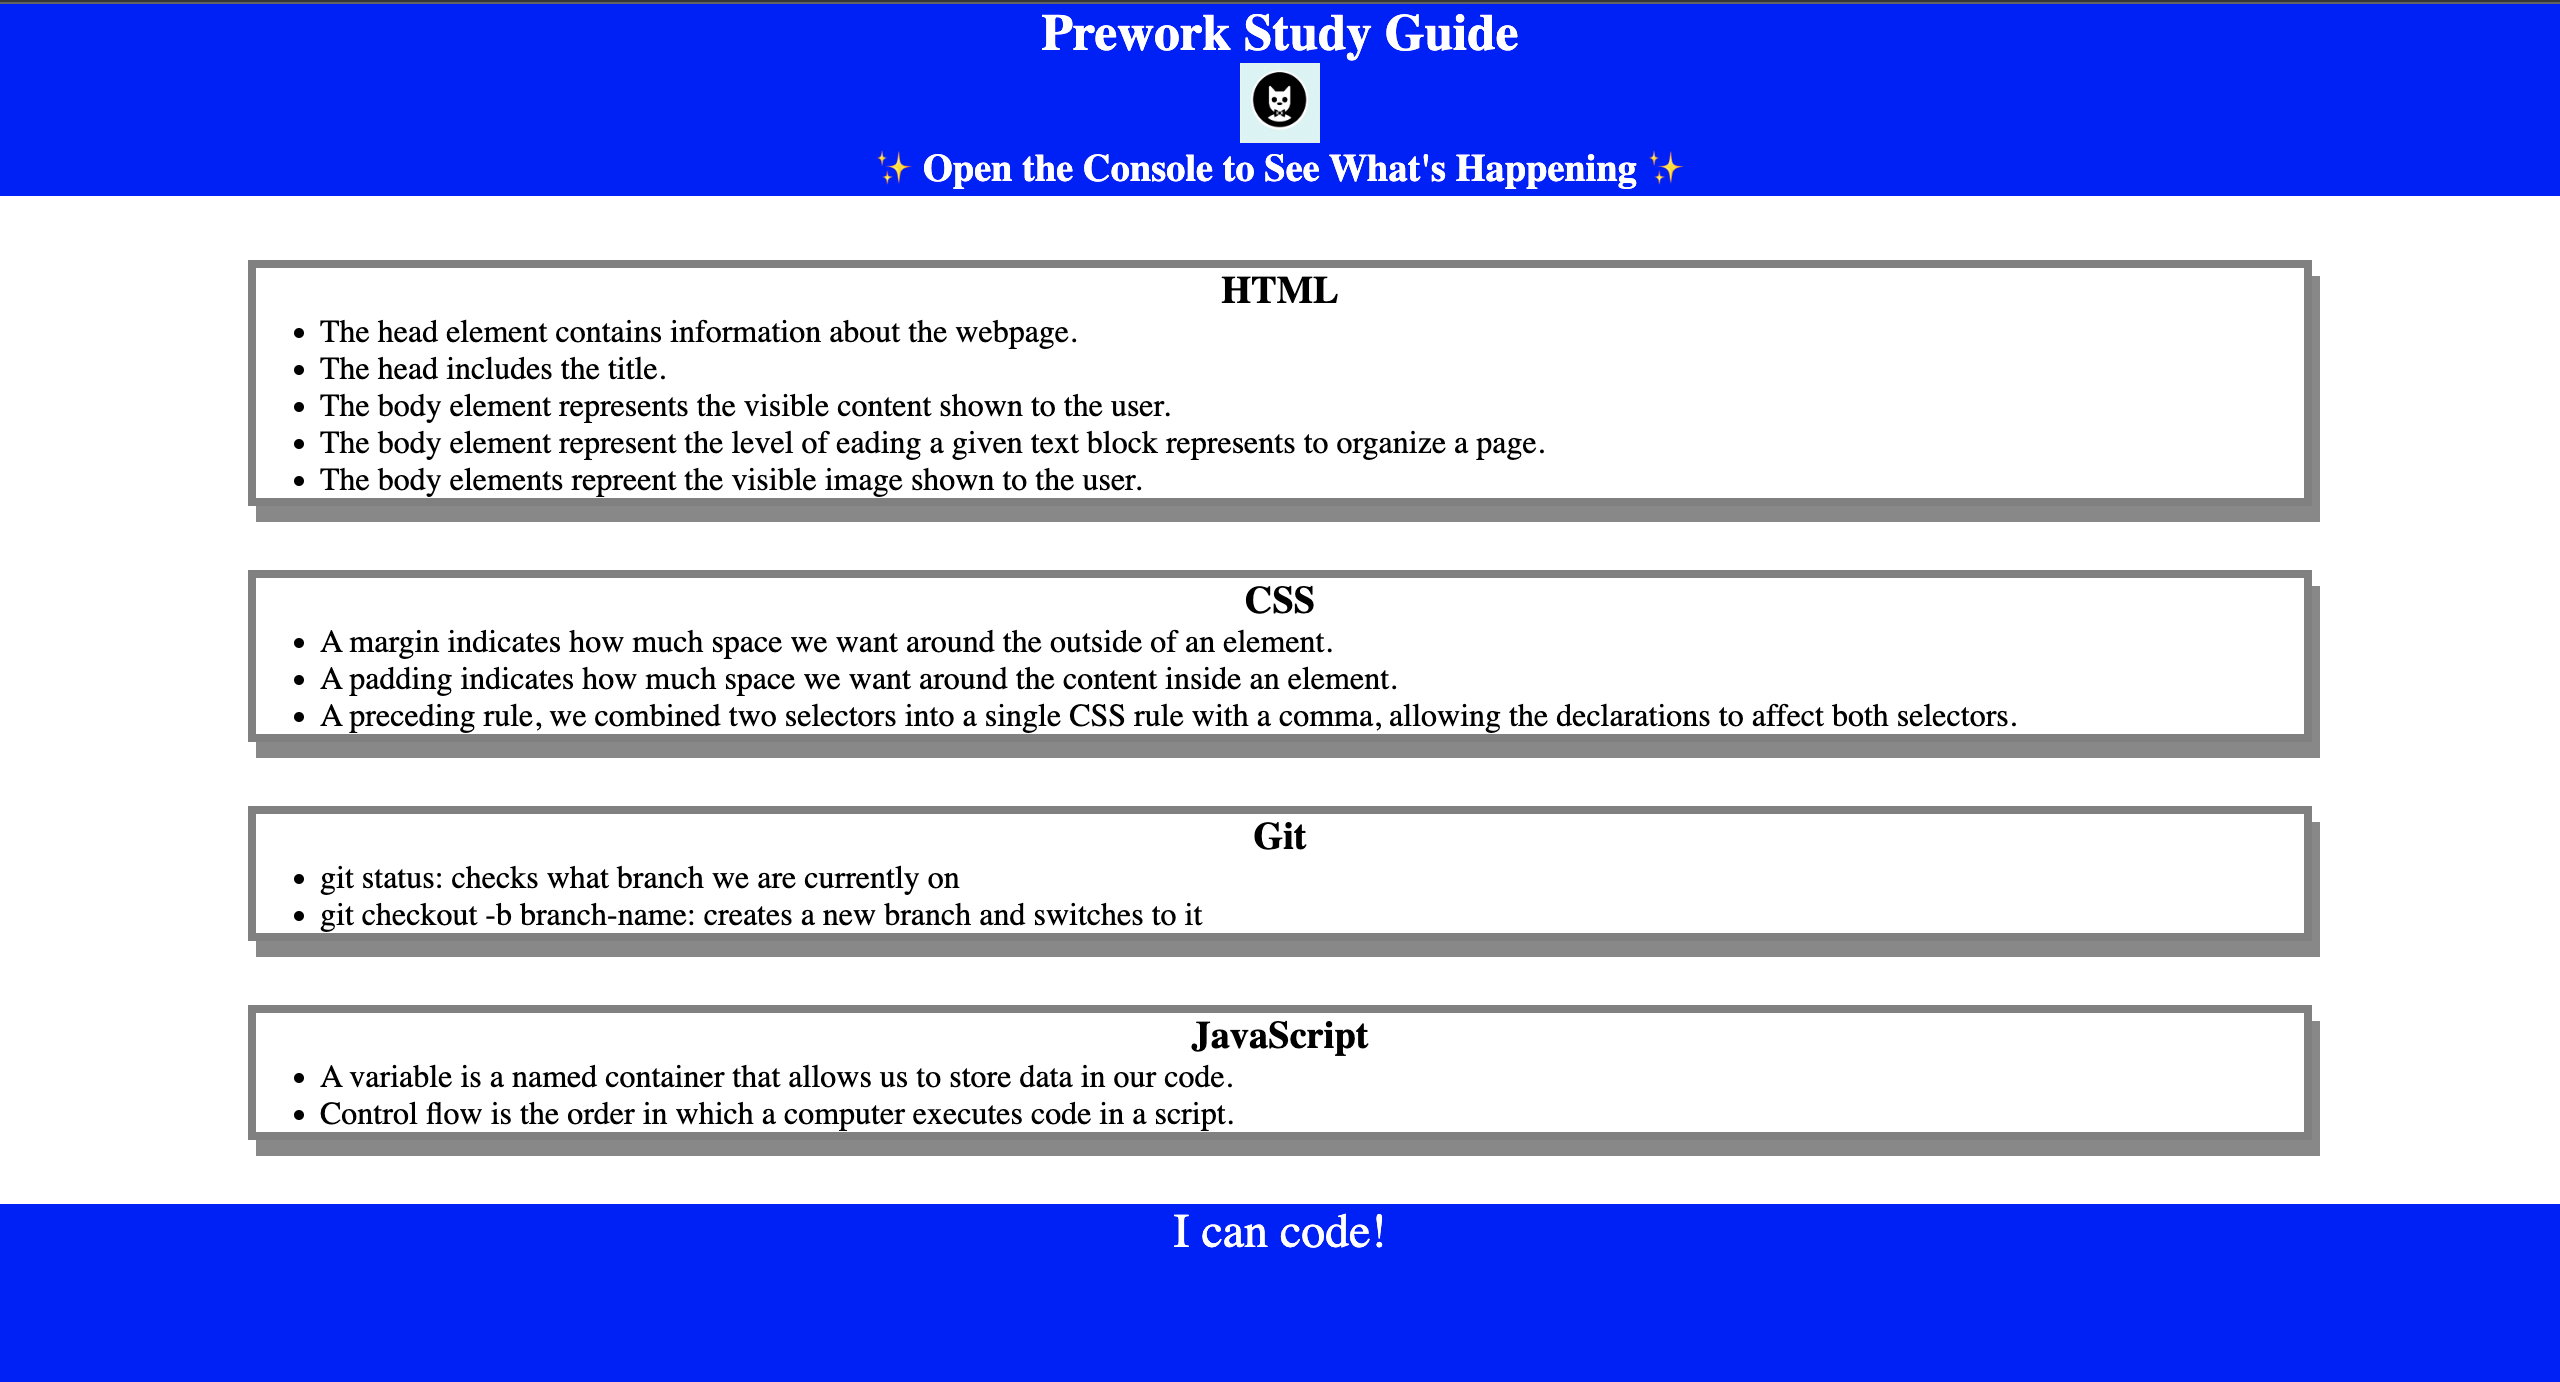 Prework Study Guide
✨ Open the Console to See What's Happening ✨
HTML
• The head element contains information about the webpage.
• The head includes the title.
• The body element represents the visible content shown to the user.
• The body element represent the level of eading a given text block represents to organize a page.
• The body elements repreent the visible image shown to the user.
CSS
• A margin indicates how much space we want around the outside of an element.
• A padding indicates how much space we want around the content inside an element.
• A preceding rule, we combined two selectors into a single CSS rule with a comma, allowing the declarations to affect both selectors.
Git
• git status: checks what branch we are currently on
• git checkout -b branch-name: creates a new branch and switches to it
JavaScript
• A variable is a named container that allows us to store data in our code.
• Control flow is the order in which a computer executes code in a script.
I can code!